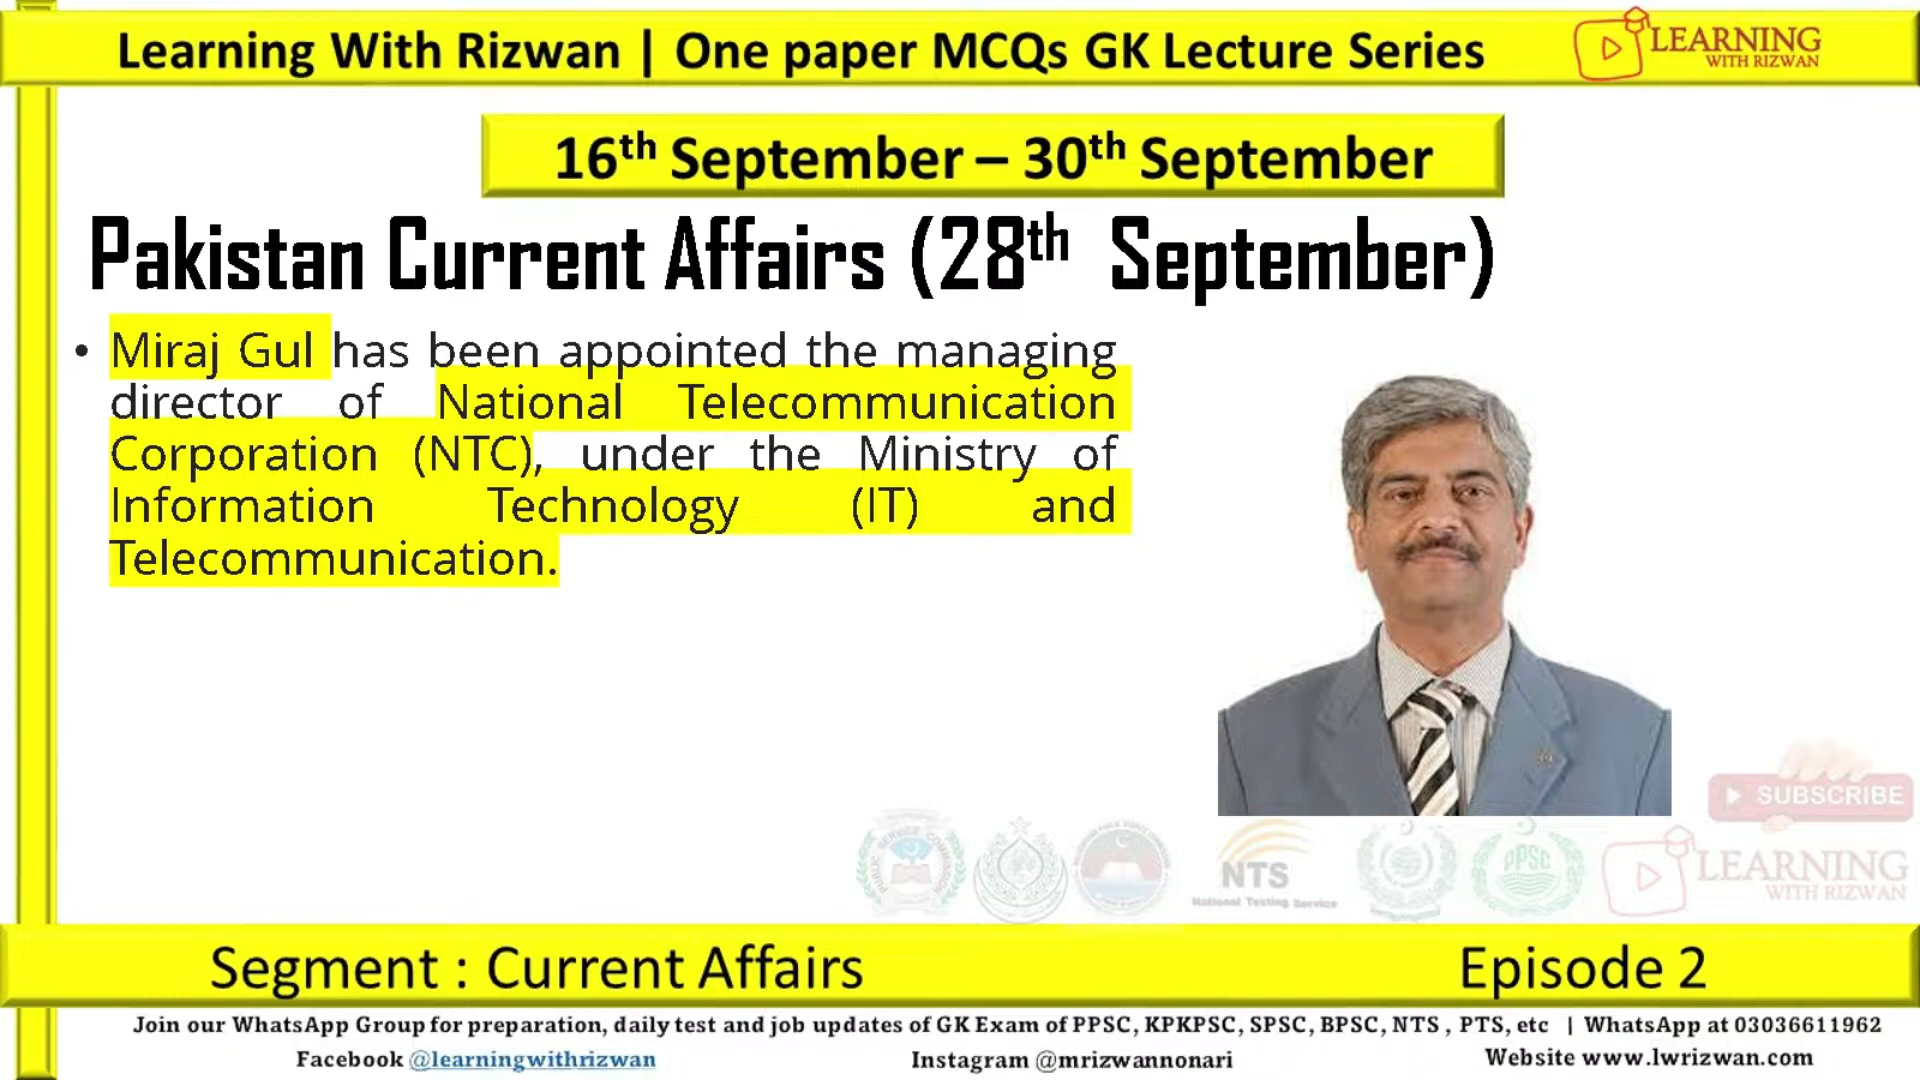 Learning With Rizwan | One paper MCQs GK Lecture Series
LEARNING
WITH RIZWAN
16th September – 30th September
Pakistan Current Affairs (28th September)
• Miraj Gul has been appointed the managing
director of National Telecommunication
Corporation (NTC), under the Ministry of
Information Technology (IT) and
Telecommunication.
SUBSCRIBE
NTS
National Testing Service
PPSC
LEARNING
WITH RIZWAN
Segment : Current Affairs
Episode 2
Join our WhatsApp Group for preparation, daily test and job updates of GK Exam of PPSC, KPKPSC, SPSC, BPSC, NTS , PTS, etc | WhatsApp at 03036611962
Facebook @learningwithrizwan
Instagram @mrizwannonari
Website www.lwrizwan.com